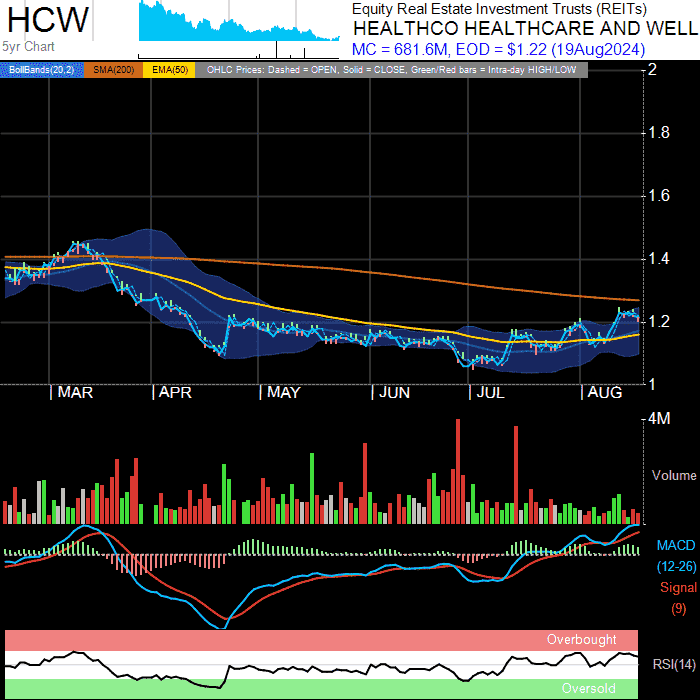 HCW
5yr Chart
Equity Real Estate Investment Trusts (REITs)
HEALTHCO HEALTHCARE AND WELL
MC = 681.6M, EOD = $1.22 (19Aug2024)
BollBands(20,2) SMA(200) EMA(50) OHLC Prices: Dashed = OPEN, Solid = CLOSE, Green/Red bars = Intra-day HIGH/LOW
2
1.8
1.6
1.4
1.2
1
MAR APR MAY JUN JUL AUG
4M
Volume
MACD
(12-26)
Signal
(9)
Overbought
RSI(14)
Oversold